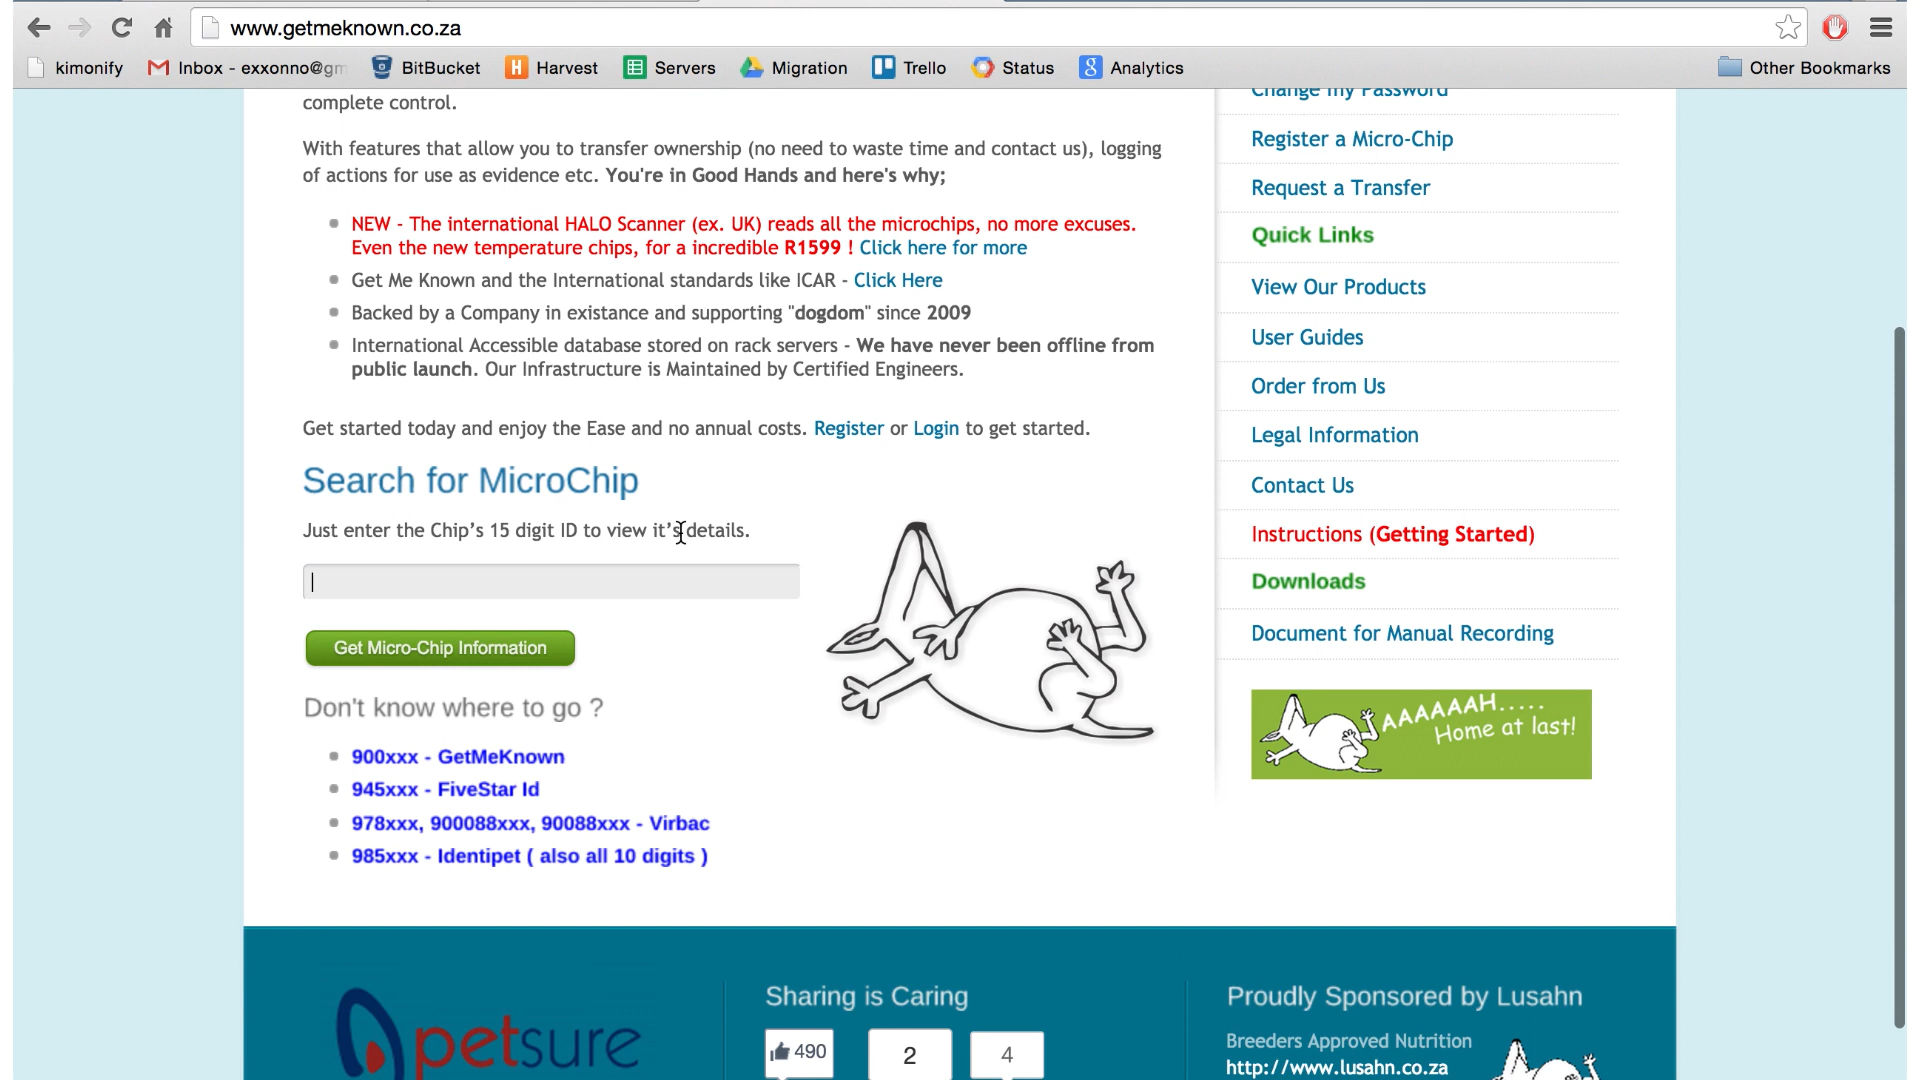 www.getmeknown.co.za
kimonify Inbox - exxonno@gm BitBucket Harvest Servers Migration Trello Status Analytics Other Bookmarks
complete control.
With features that allow you to transfer ownership (no need to waste time and contact us), logging
of actions for use as evidence etc. You're in Good Hands and here's why;
NEW - The international HALO Scanner (ex. UK) reads all the microchips, no more excuses.
Even the new temperature chips, for a incredible R1599 ! Click here for more
Get Me Known and the International standards like ICAR - Click Here
Backed by a Company in existance and supporting "dogdom" since 2009
International Accessible database stored on rack servers - We have never been offline from
public launch. Our Infrastructure is Maintained by Certified Engineers.
Get started today and enjoy the Ease and no annual costs. Register or Login to get started.
Search for MicroChip
Just enter the Chip’s 15 digit ID to view it’s details.
Get Micro-Chip Information
Don't know where to go ?
900xxx - GetMeKnown
945xxx - FiveStar Id
978xxx, 900088xxx, 90088xxx - Virbac
985xxx - Identipet ( also all 10 digits )
Change my Password
Register a Micro-Chip
Request a Transfer
Quick Links
View Our Products
User Guides
Order from Us
Legal Information
Contact Us
Instructions (Getting Started)
Downloads
Document for Manual Recording
AAAAAAH.....
Home at last!
petsure
Sharing is Caring
490 2 4
Proudly Sponsored by Lusahn
Breeders Approved Nutrition
http://www.lusahn.co.za